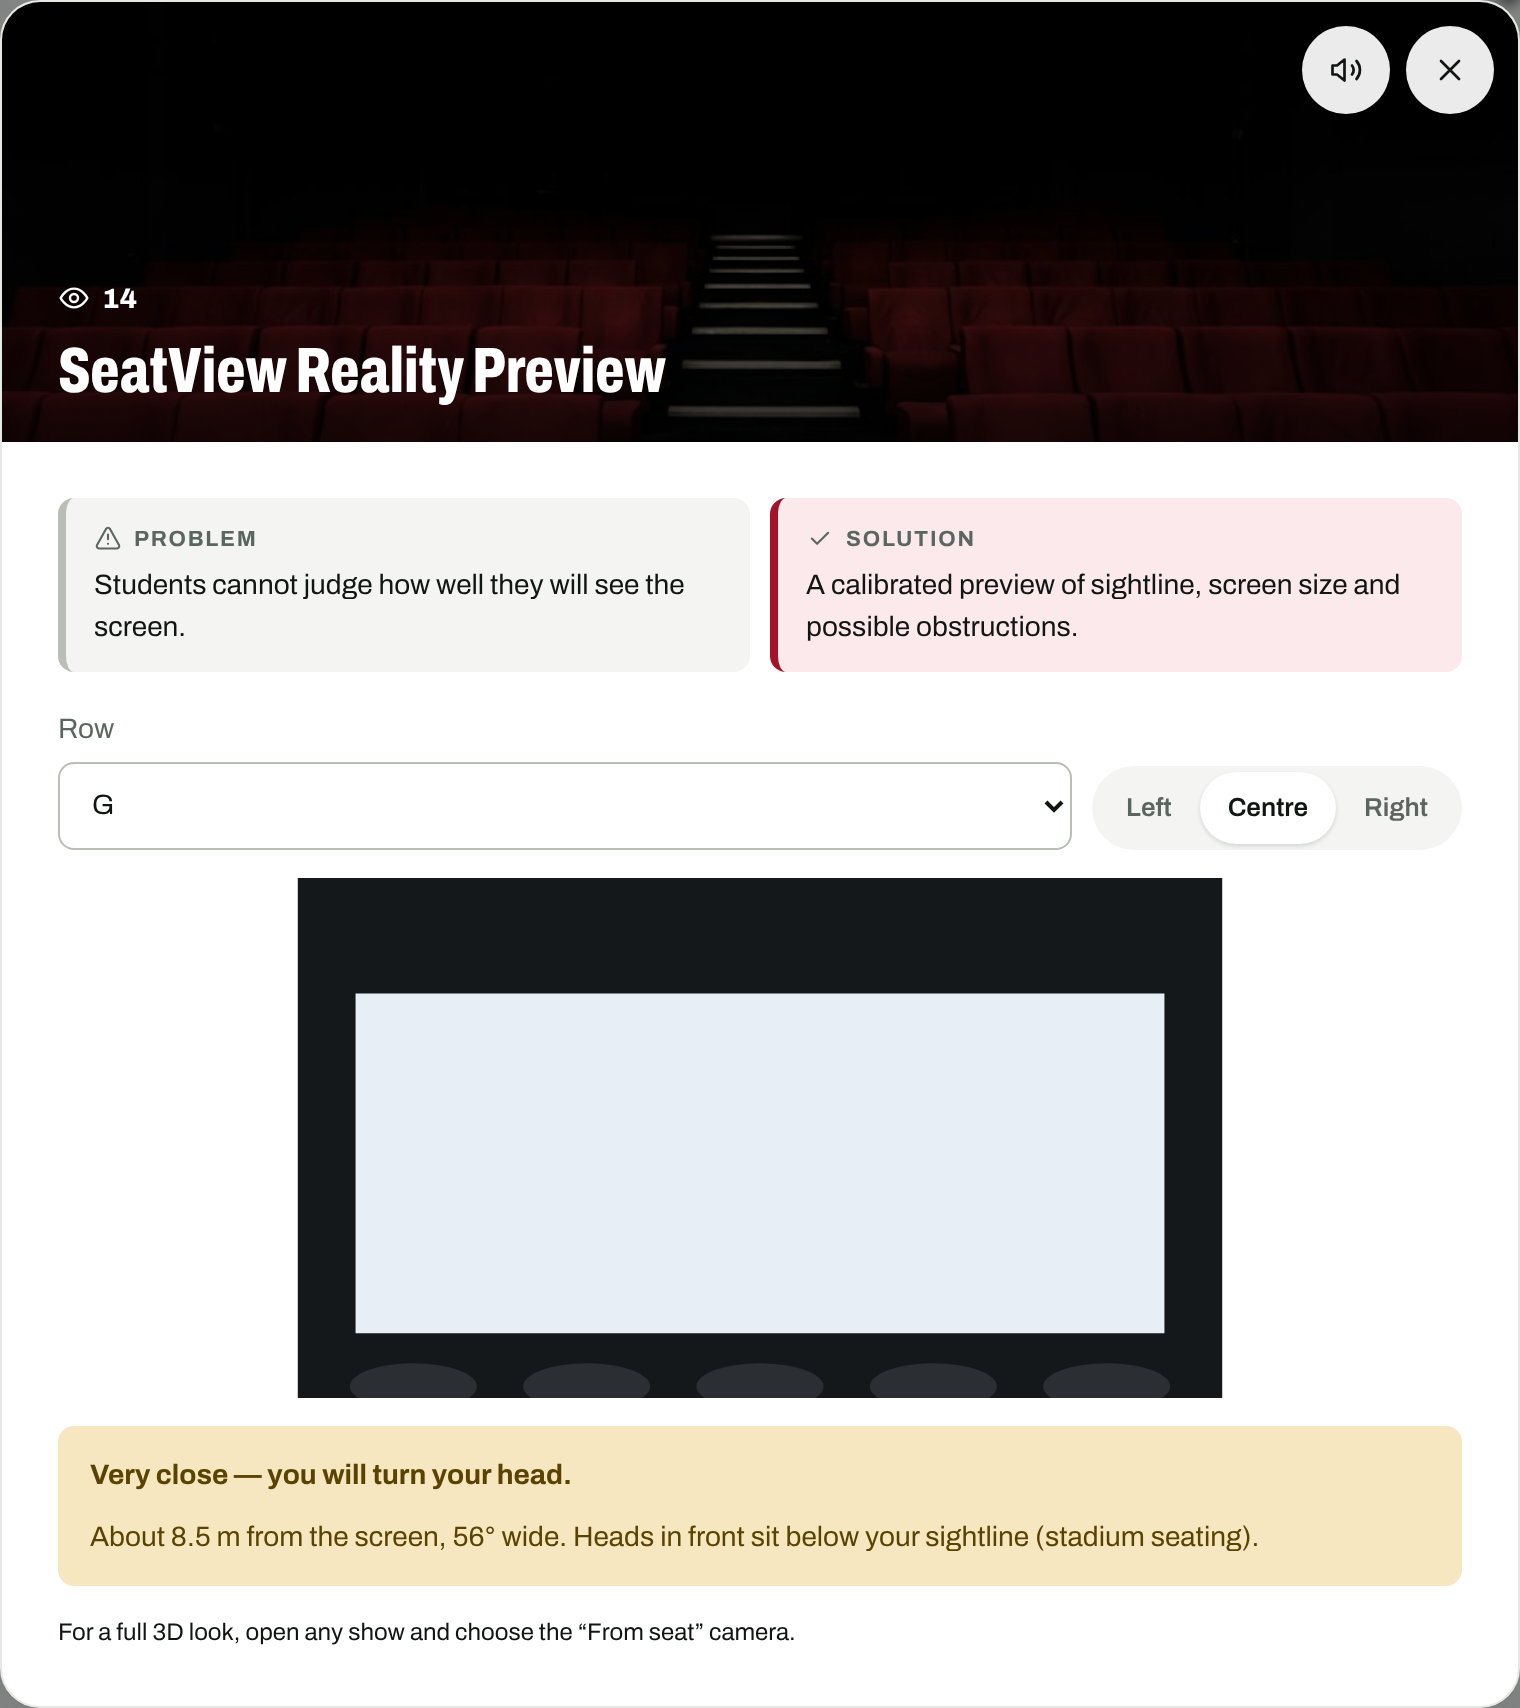 14
SeatView Reality Preview
PROBLEM
Students cannot judge how well they will see the
screen.
SOLUTION
A calibrated preview of sightline, screen size and
possible obstructions.
Row
G
Left
Centre
Right
Very close — you will turn your head.
About 8.5 m from the screen, 56° wide. Heads in front sit below your sightline (stadium seating).
For a full 3D look, open any show and choose the “From seat” camera.